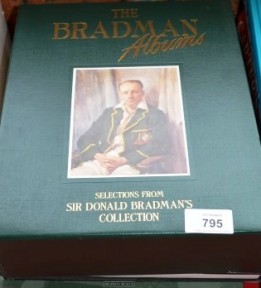 THE
BRADMAN
Albums
SELECTIONS FROM
SIR DONALD BRADMAN'S
COLLECTION
795